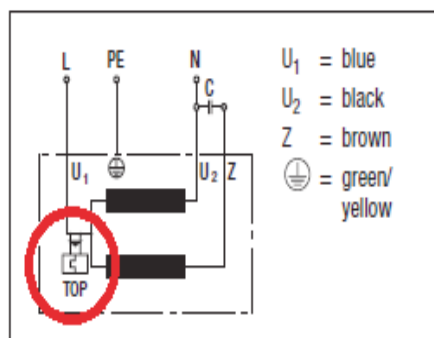 L PE N
C
U1 U2 Z
TOP
U1 = blue
U2 = black
Z = brown
= green/
yellow